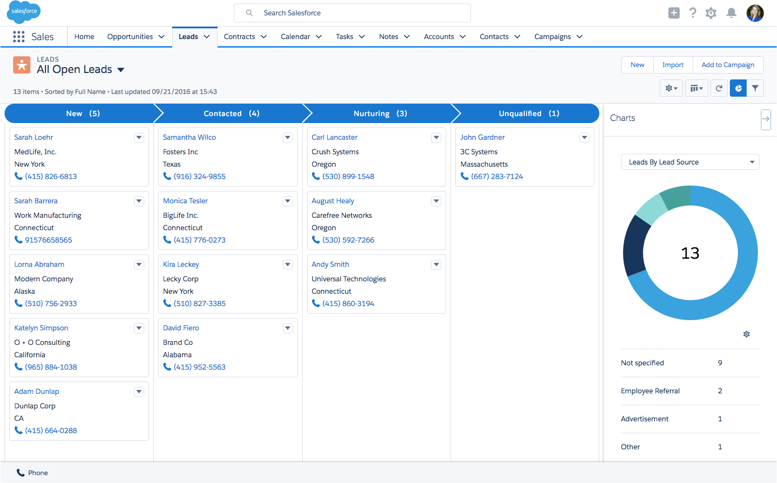 salesforce
Search Salesforce
Sales
Home
Opportunities
Leads
Contracts
Calendar
Tasks
Notes
Accounts
Contacts
Campaigns
LEADS
All Open Leads
13 items • Sorted by Full Name • Last updated 09/21/2016 at 15:43
New
Import
Add to Campaign
New (5)
Contacted (4)
Nurturing (3)
Unqualified (1)
Sarah Loehr
MedLife, Inc.
New York
(415) 826-6813
Sarah Barrera
Work Manufacturing
Connecticut
91576658565
Lorna Abraham
Modern Company
Alaska
(510) 756-2933
Katelyn Simpson
O + O Consulting
California
(965) 884-1038
Adam Dunlap
Dunlap Corp
CA
(415) 664-0288
Samantha Wilco
Fosters Inc
Texas
(916) 324-9855
Monica Tesler
BigLife Inc.
Connecticut
(415) 776-0273
Kira Leckey
Lecky Corp
New York
(510) 827-3385
David Fiero
Brand Co
Alabama
(415) 952-5563
Carl Lancaster
Crush Systems
Oregon
(530) 899-1548
August Healy
Carefree Networks
Oregon
(530) 592-7266
Andy Smith
Universal Technologies
Connecticut
(415) 860-3194
John Gardner
3C Systems
Massachusetts
(667) 283-7124
Charts
Leads By Lead Source
13
Not specified 9
Employee Referral 2
Advertisement 1
Other 1
Phone